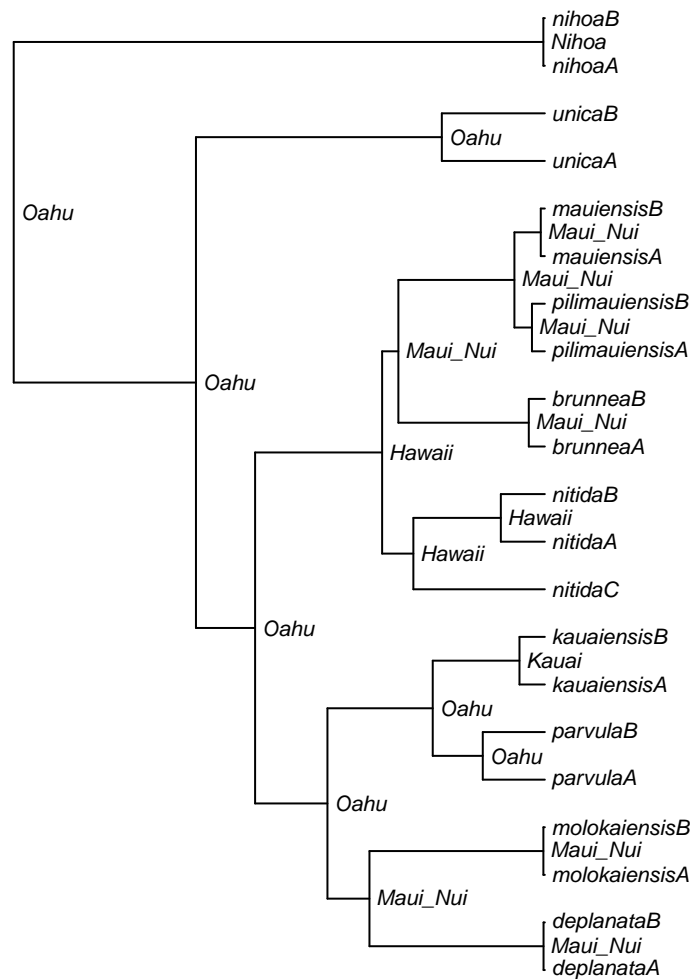 nihoaB
Nihoa
nihoaA
unicaB
Oahu
unicaA
Oahu
mauiensisB
Maui_Nui
mauiensisA
Maui_Nui
pilimauiensisB
Maui_Nui
pilimauiensisA
Maui_Nui
Oahu
brunneaB
Maui_Nui
brunneaA
Hawaii
nitidaB
Hawaii
nitidaA
Hawaii
nitidaC
Oahu
kauaiensisB
Kauai
kauaiensisA
Oahu
parvulaB
Oahu
parvulaA
Oahu
molokaiensisB
Maui_Nui
molokaiensisA
Maui_Nui
deplanataB
Maui_Nui
deplanataA